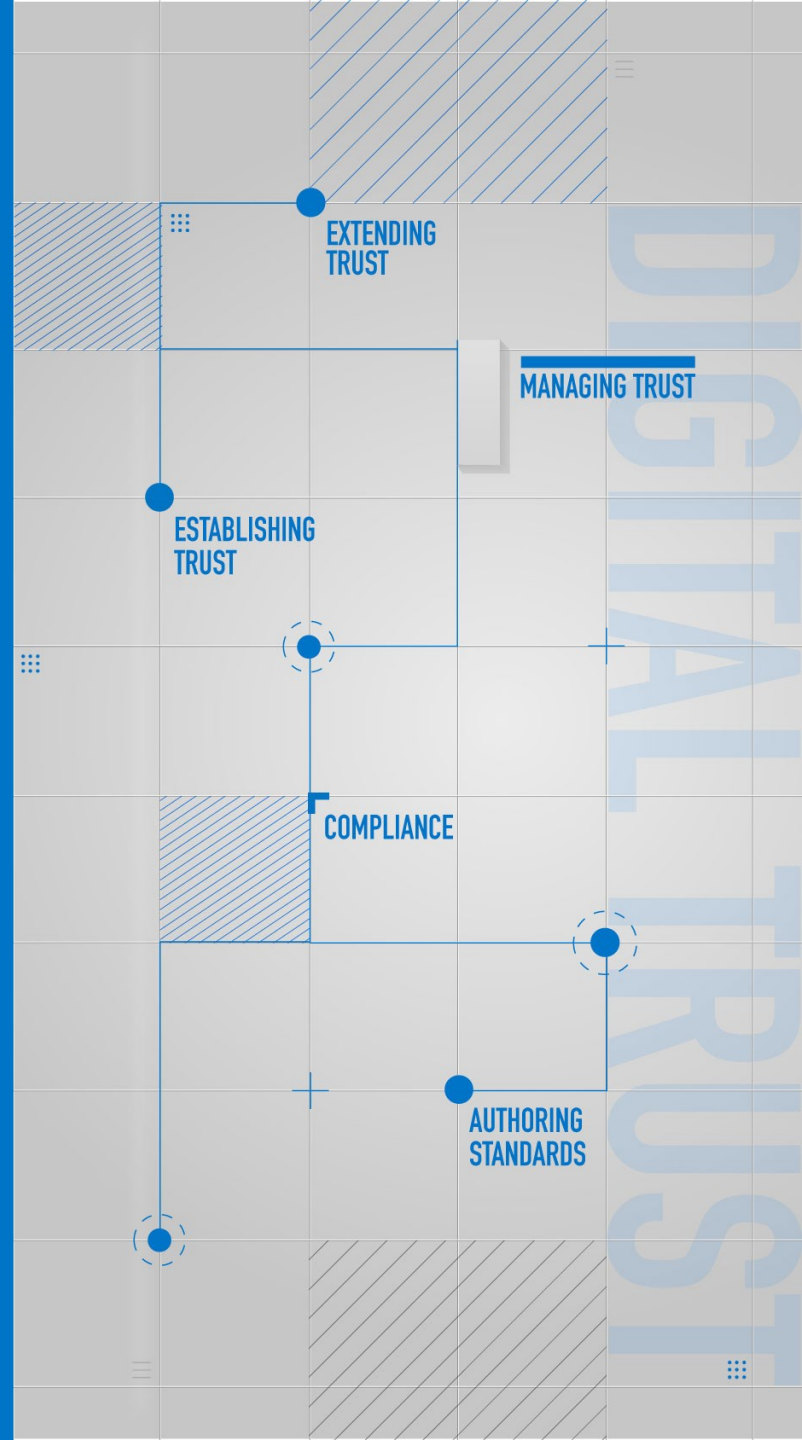 EXTENDING
TRUST
MANAGING TRUST
ESTABLISHING
TRUST
COMPLIANCE
AUTHORING
STANDARDS
DIGITAL TRUST